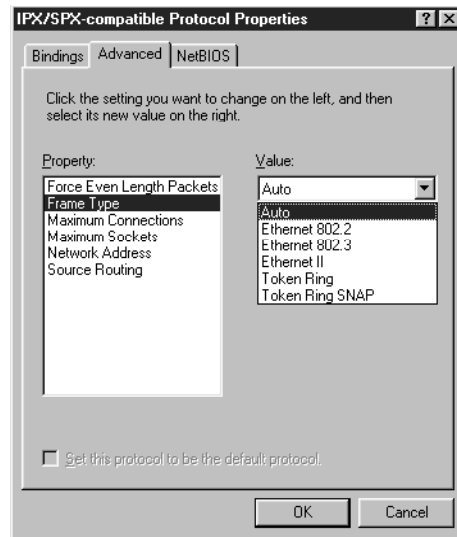 IPX/SPX-compatible Protocol Properties
Bindings Advanced NetBIOS
Click the setting you want to change on the left, and then
select its new value on the right.
Property:
Value:
Force Even Length Packets
Frame Type
Maximum Connections
Maximum Sockets
Network Address
Source Routing
Auto
Auto
Ethernet 802.2
Ethernet 802.3
Ethernet II
Token Ring
Token Ring SNAP
Set this protocol to be the default protocol.
OK Cancel